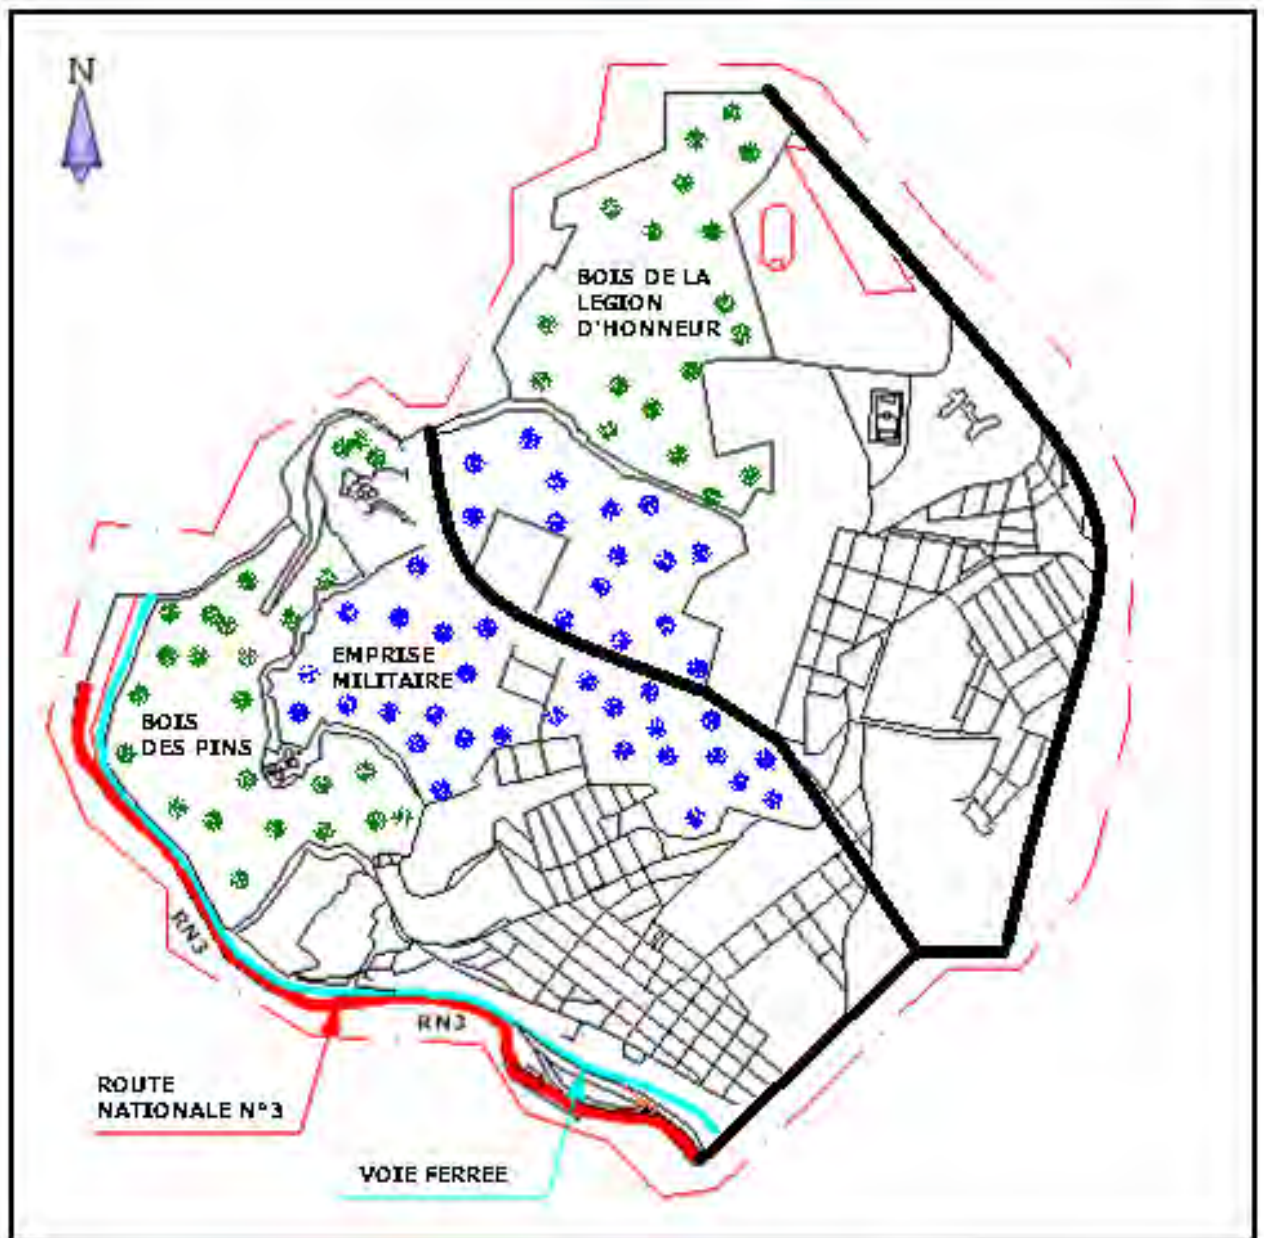 N
BOIS DE LA
LEGION
D'HONNEUR
EMPRISE
MILITAIRE
BOIS
DES PINS
RN3
RN3
ROUTE
NATIONALE N°3
VOIE FERREE